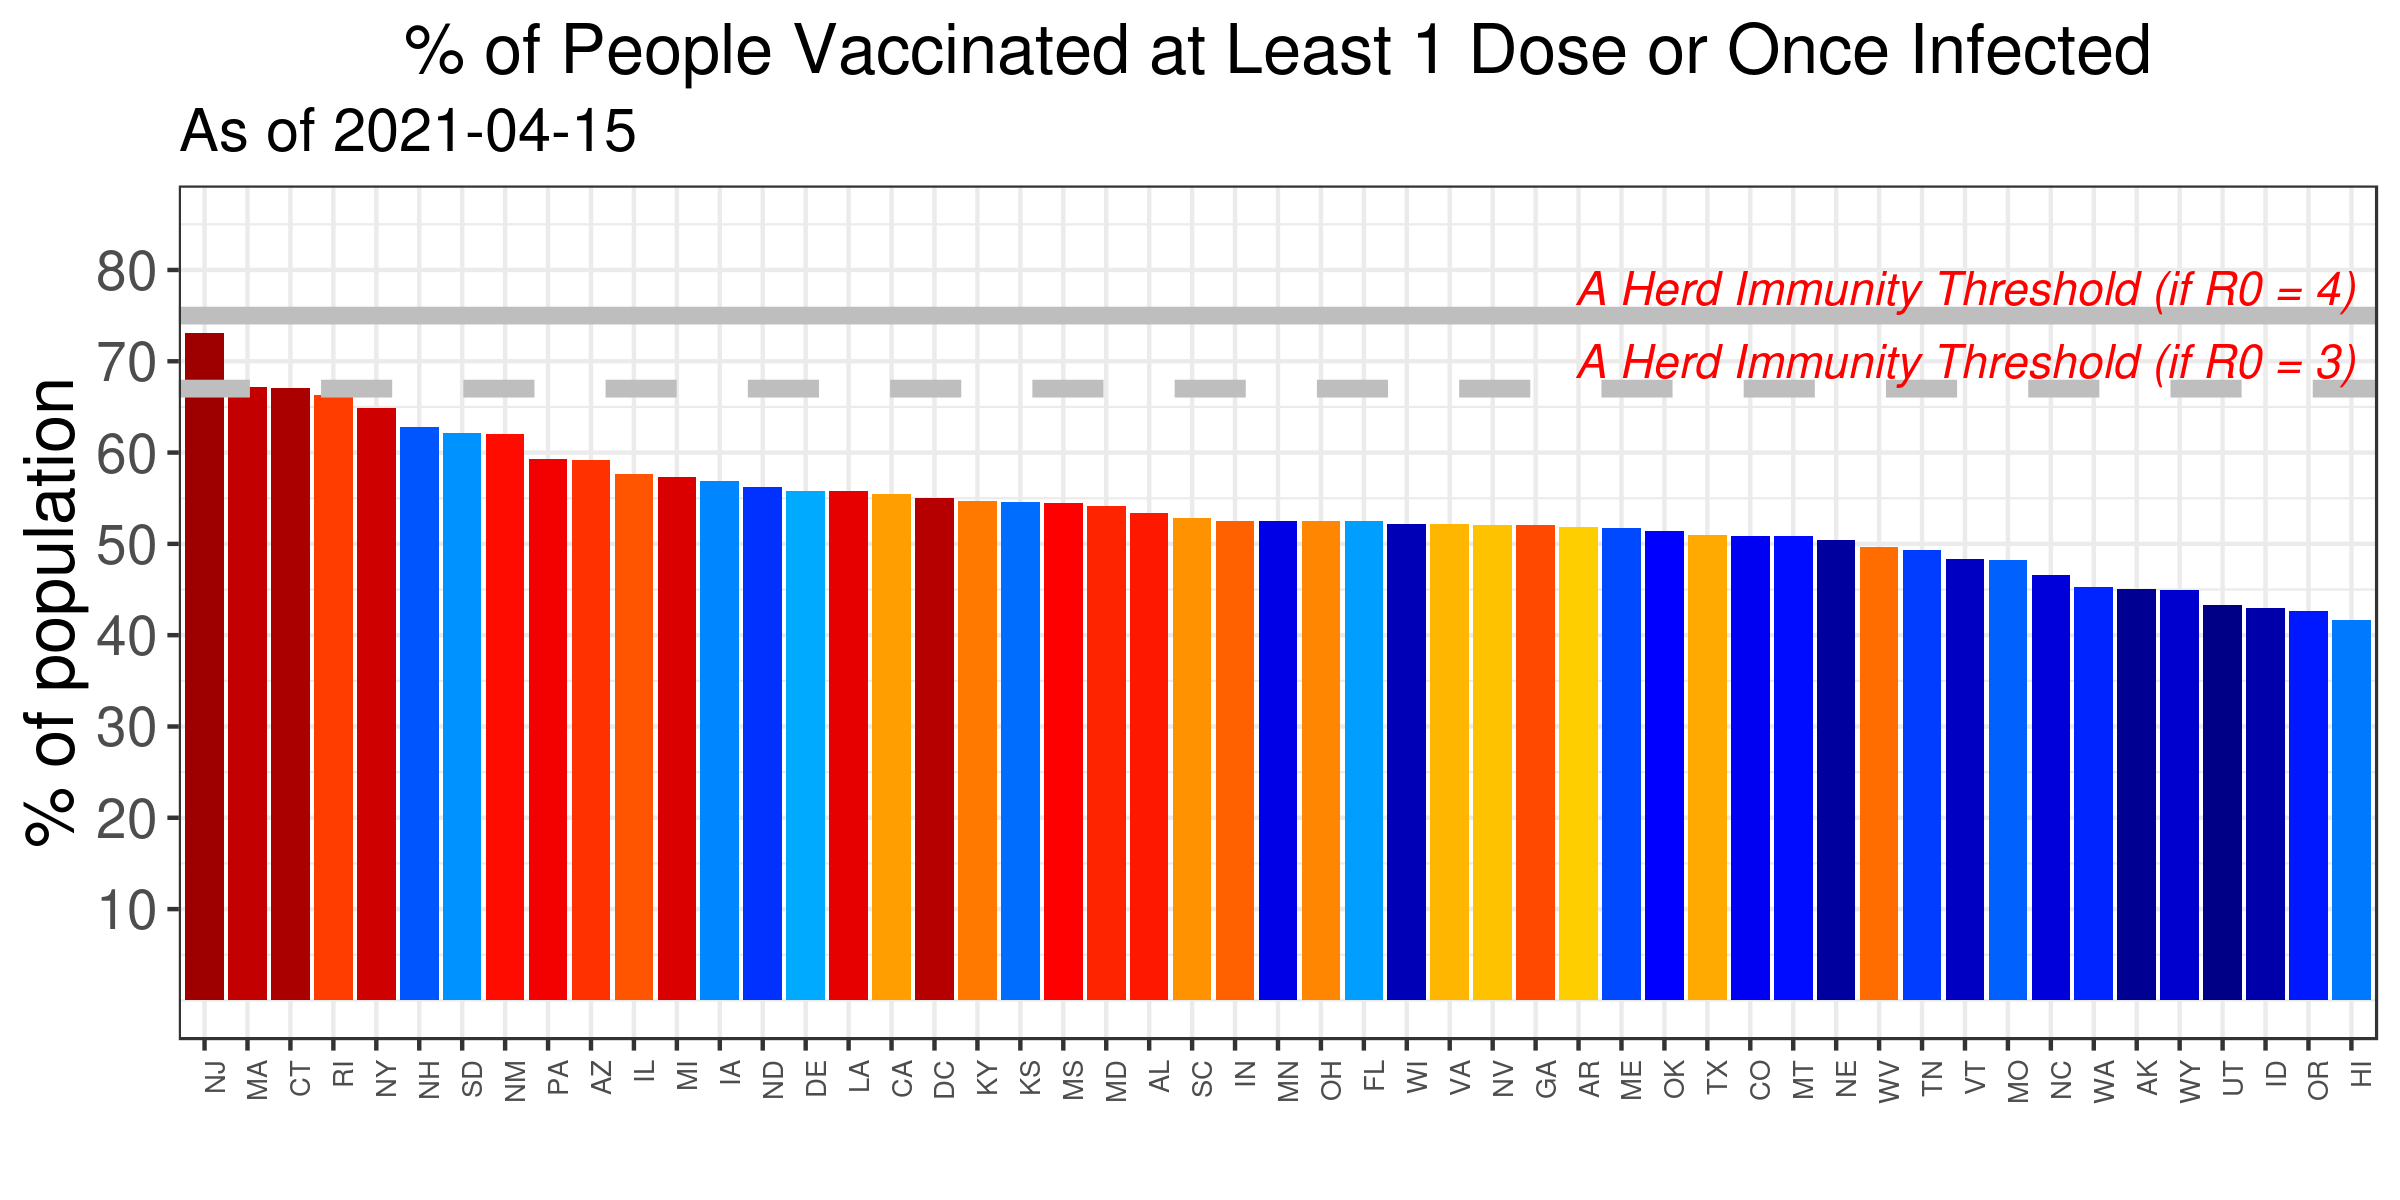 % of People Vaccinated at Least 1 Dose or Once Infected
As of 2021-04-15
% of population
80
70
60
50
40
30
20
10
A Herd Immunity Threshold (if R0 = 4)
A Herd Immunity Threshold (if R0 = 3)
NJ MA CT RI NY NH SD NM PA AZ IL MI IA ND DE LA CA DC KY KS MS MD AL SC IN MN OH FL WI VA NV GA AR ME OK TX CO MT NE WV TN VT MO NC WA AK WY UT ID OR HI